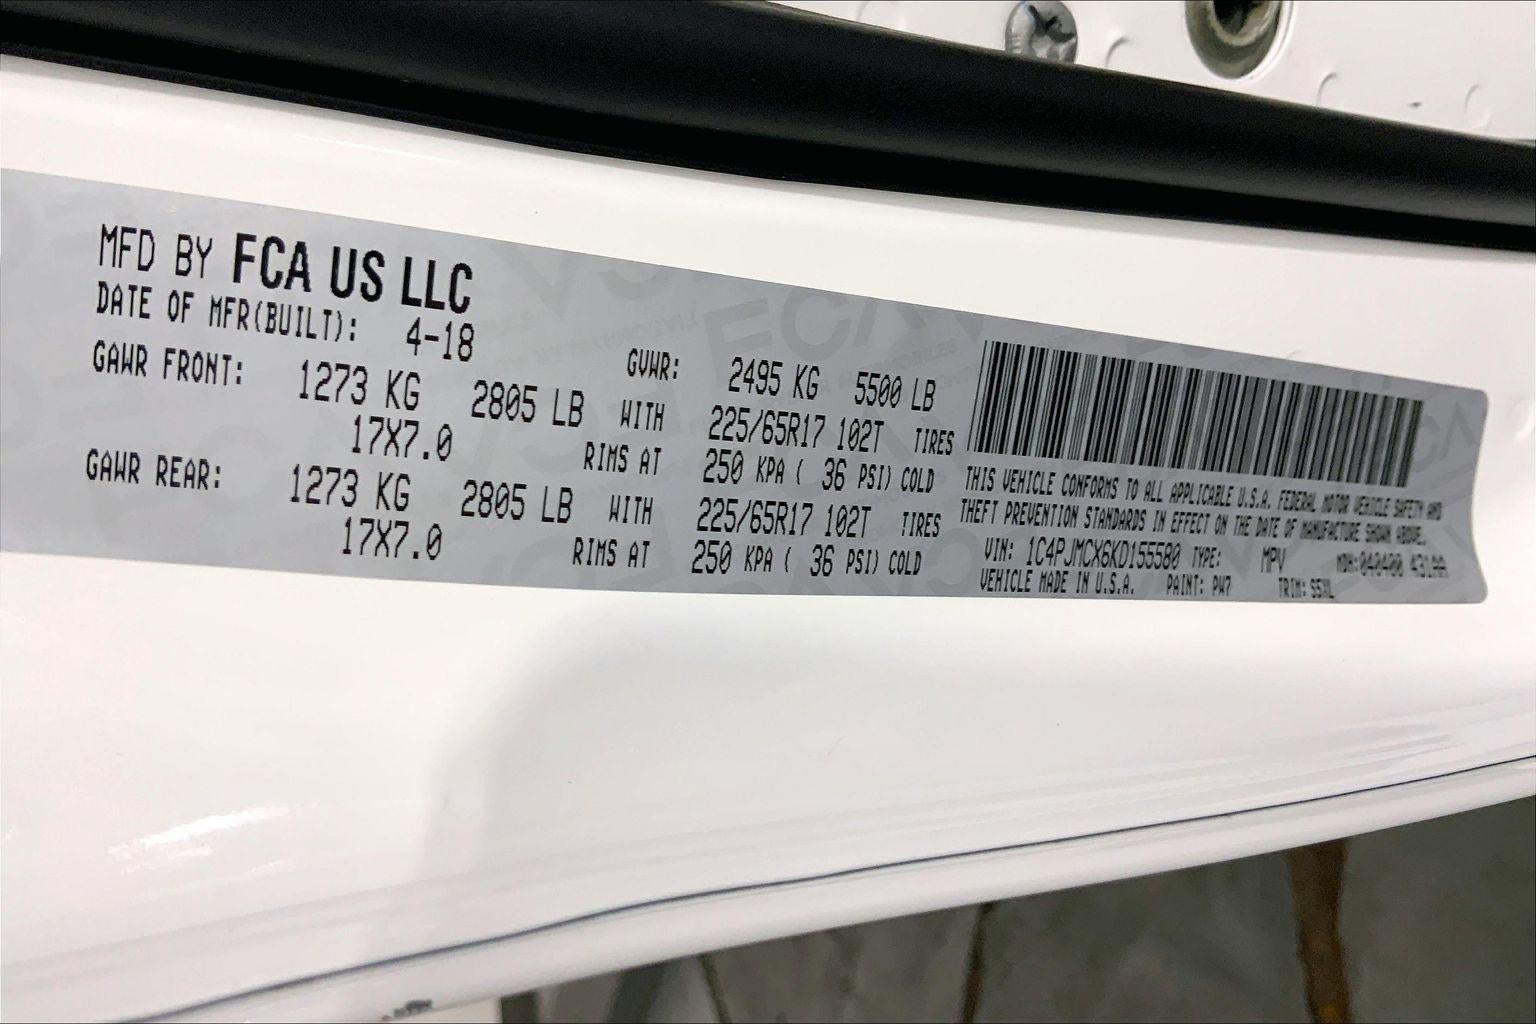 MFD BY FCA US LLC
DATE OF MFR(BUILT): 4-18
GVWR: 2495 KG 5500 LB
GAWR FRONT: 1273 KG 2805 LB WITH 225/65R17 102T TIRES
17X7.0 RIMS AT 250 KPA ( 36 PSI) COLD
GAWR REAR: 1273 KG 2805 LB WITH 225/65R17 102T TIRES
17X7.0 RIMS AT 250 KPA ( 36 PSI) COLD
THIS VEHICLE CONFORMS TO ALL APPLICABLE U.S.A. FEDERAL MOTOR VEHICLE SAFETY AND
THEFT PREVENTION STANDARDS IN EFFECT ON THE DATE OF MANUFACTURE SHOWN ABOVE.
VIN: 1C4PJMCX6KD155580 TYPE: MPV MDH:
VEHICLE MADE IN U.S.A. PAINT: PW7 TRIM: